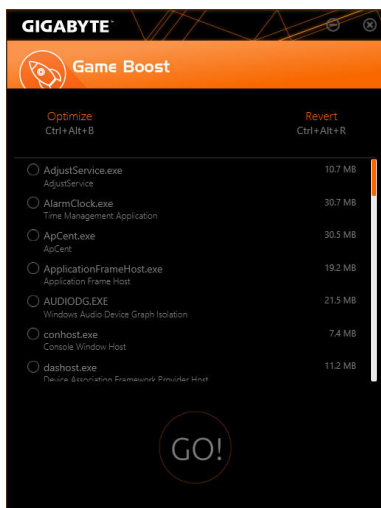 GIGABYTE™
Game Boost
Optimize
Ctrl+Alt+B
Revert
Ctrl+Alt+R
AdjustService.exe 10.7 MB
AdjustService
AlarmClock.exe 30.7 MB
Time Management Application
ApCent.exe 30.5 MB
ApCent
ApplicationFrameHost.exe 19.2 MB
Application Frame Host
AUDIODG.EXE 21.5 MB
Windows Audio Device Graph Isolation
conhost.exe 7.4 MB
Console Window Host
dashost.exe 11.2 MB
Device Association Framework Provider Host
GO!